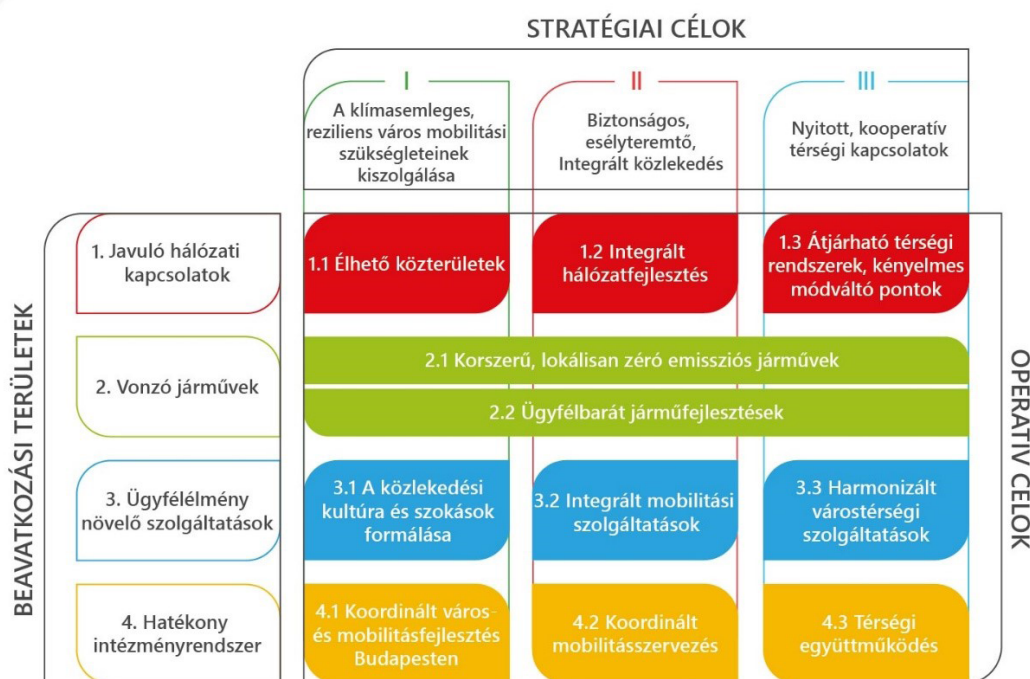 STRATÉGIAI CÉLOK
I
A klímasemleges,
reziliens város mobilitási
szükségleteinek
kiszolgálása
II
Biztonságos,
esélyteremtő,
Integrált közlekedés
III
Nyitott, kooperatív
térségi kapcsolatok
BEAVATKOZÁSI TERÜLETEK
OPERATÍV CÉLOK
1. Javuló hálózati
kapcsolatok
1.1 Élhető közterületek
1.2 Integrált
hálózatfejlesztés
1.3 Átjárható térségi
rendszerek, kényelmes
módváltó pontok
2. Vonzó járművek
2.1 Korszerű, lokálisan zéró emissziós járművek
2.2 Ügyfélbarát járműfejlesztések
3. Ügyfélélmény
növelő szolgáltatások
3.1 A közlekedési
kultúra és szokások
formálása
3.2 Integrált mobilitási
szolgáltatások
3.3 Harmonizált
várostérségi
szolgáltatások
4. Hatékony
intézményrendszer
4.1 Koordinált város-
és mobilitásfejlesztés
Budapesten
4.2 Koordinált
mobilitásszervezés
4.3 Térségi
együttműködés